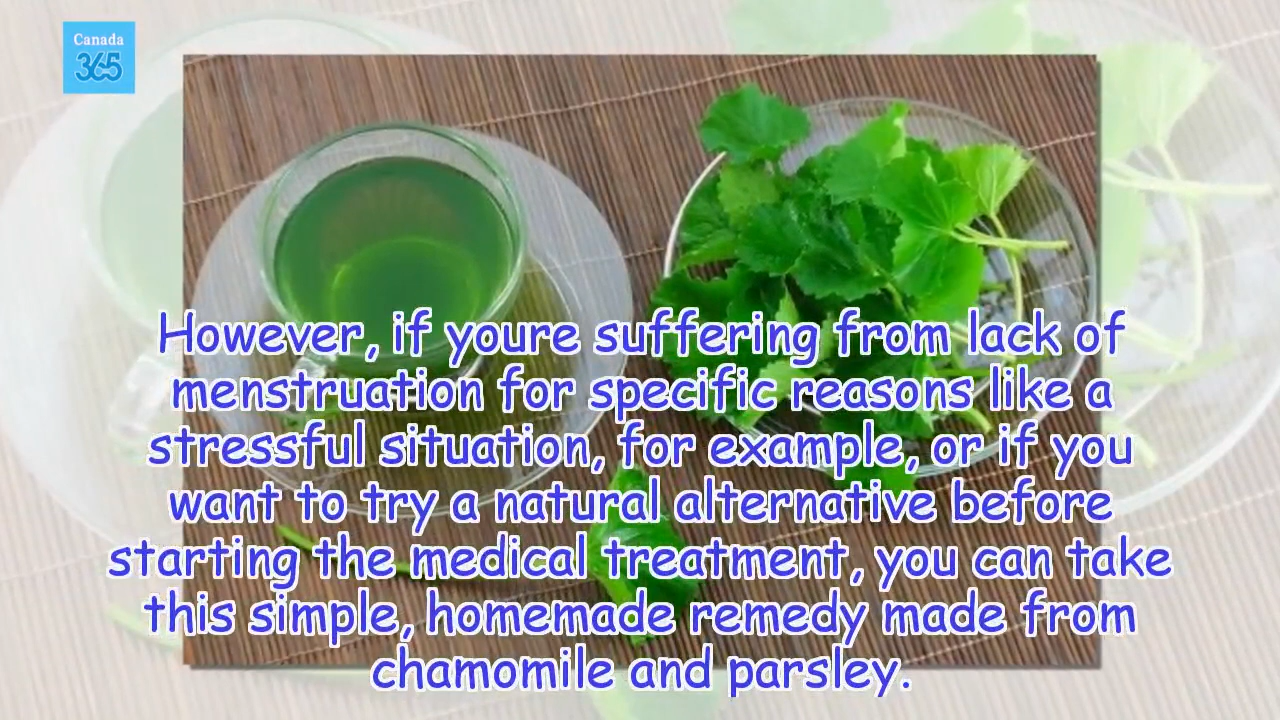 Canada
365
However, if youre suffering from lack of
menstruation for specific reasons like a
stressful situation, for example, or if you
want to try a natural alternative before
starting the medical treatment, you can take
this simple, homemade remedy made from
chamomile and parsley.